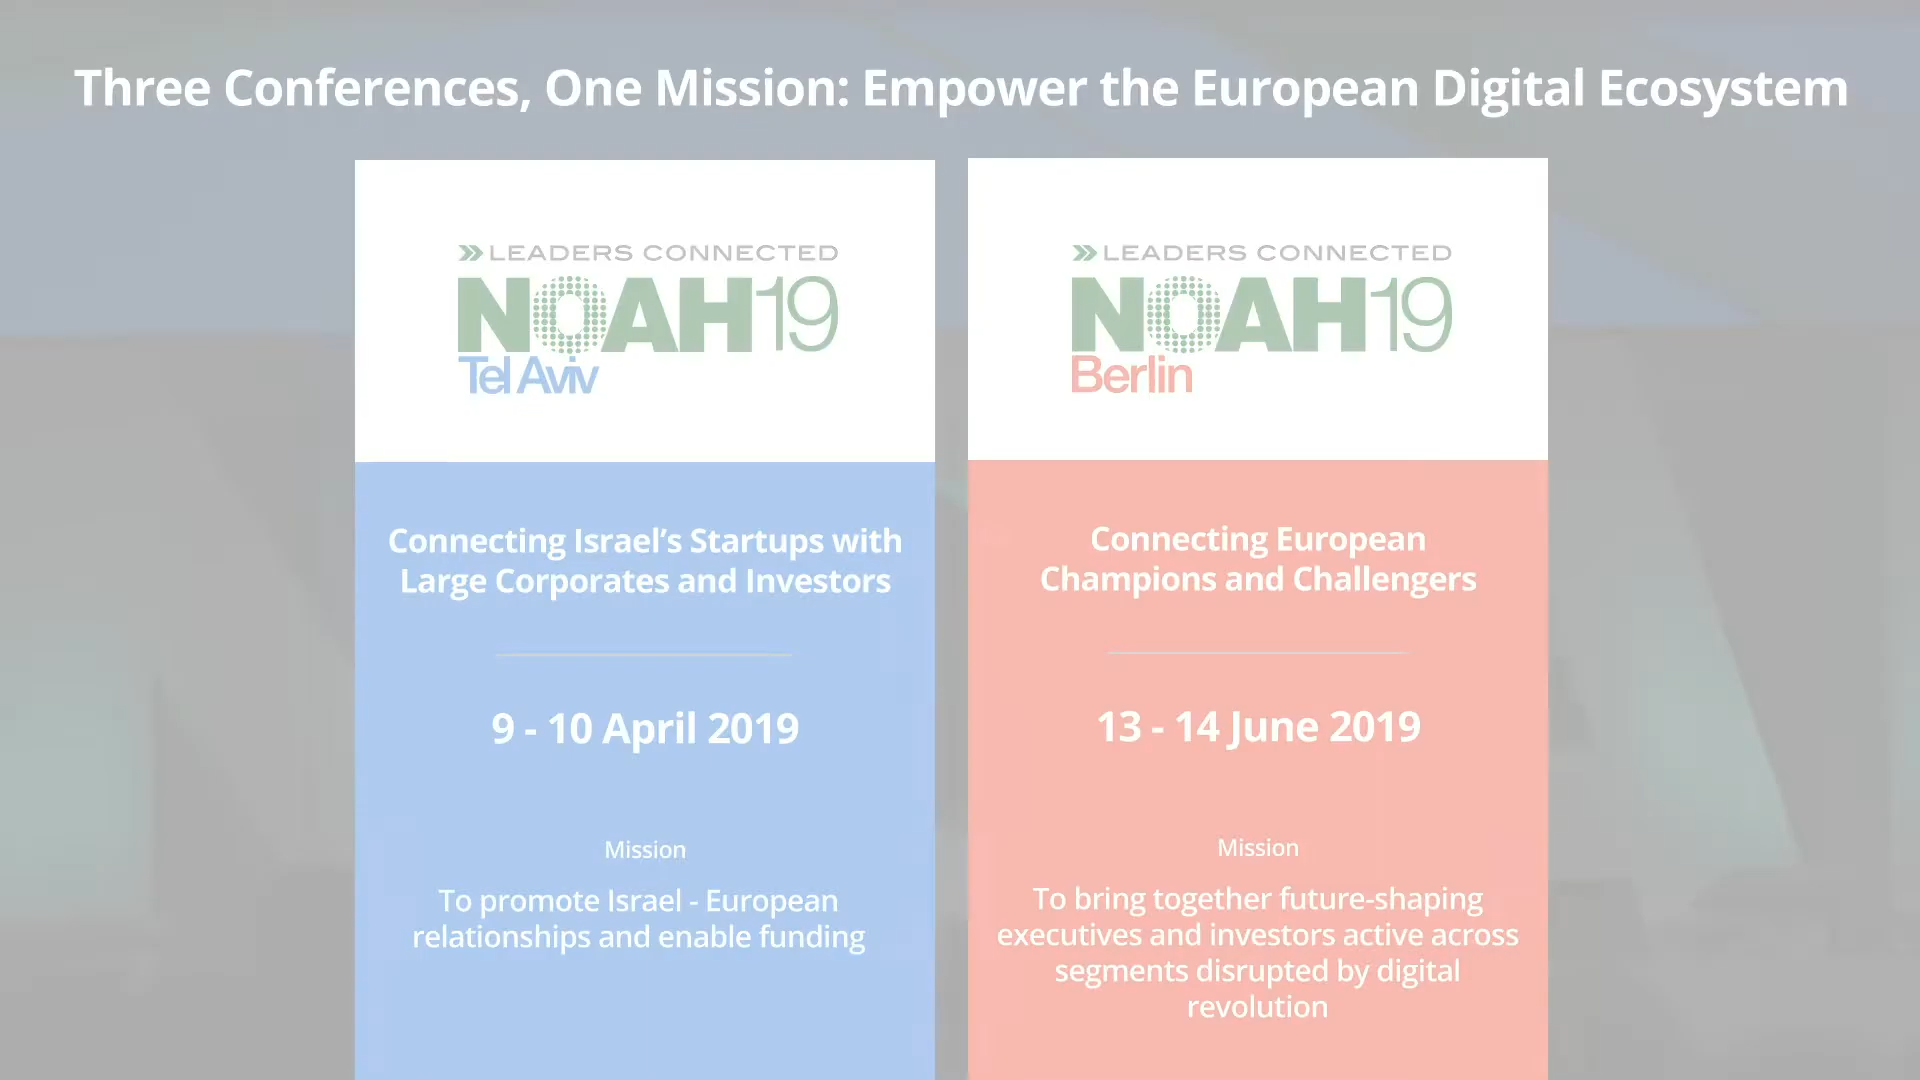 Three Conferences, One Mission: Empower the European Digital Ecosystem
LEADERS CONNECTED
NOAH19
Tel Aviv
Connecting Israel’s Startups with
Large Corporates and Investors
9 - 10 April 2019
Mission
To promote Israel - European
relationships and enable funding
LEADERS CONNECTED
NOAH19
Berlin
Connecting European
Champions and Challengers
13 - 14 June 2019
Mission
To bring together future-shaping
executives and investors active across
segments disrupted by digital
revolution